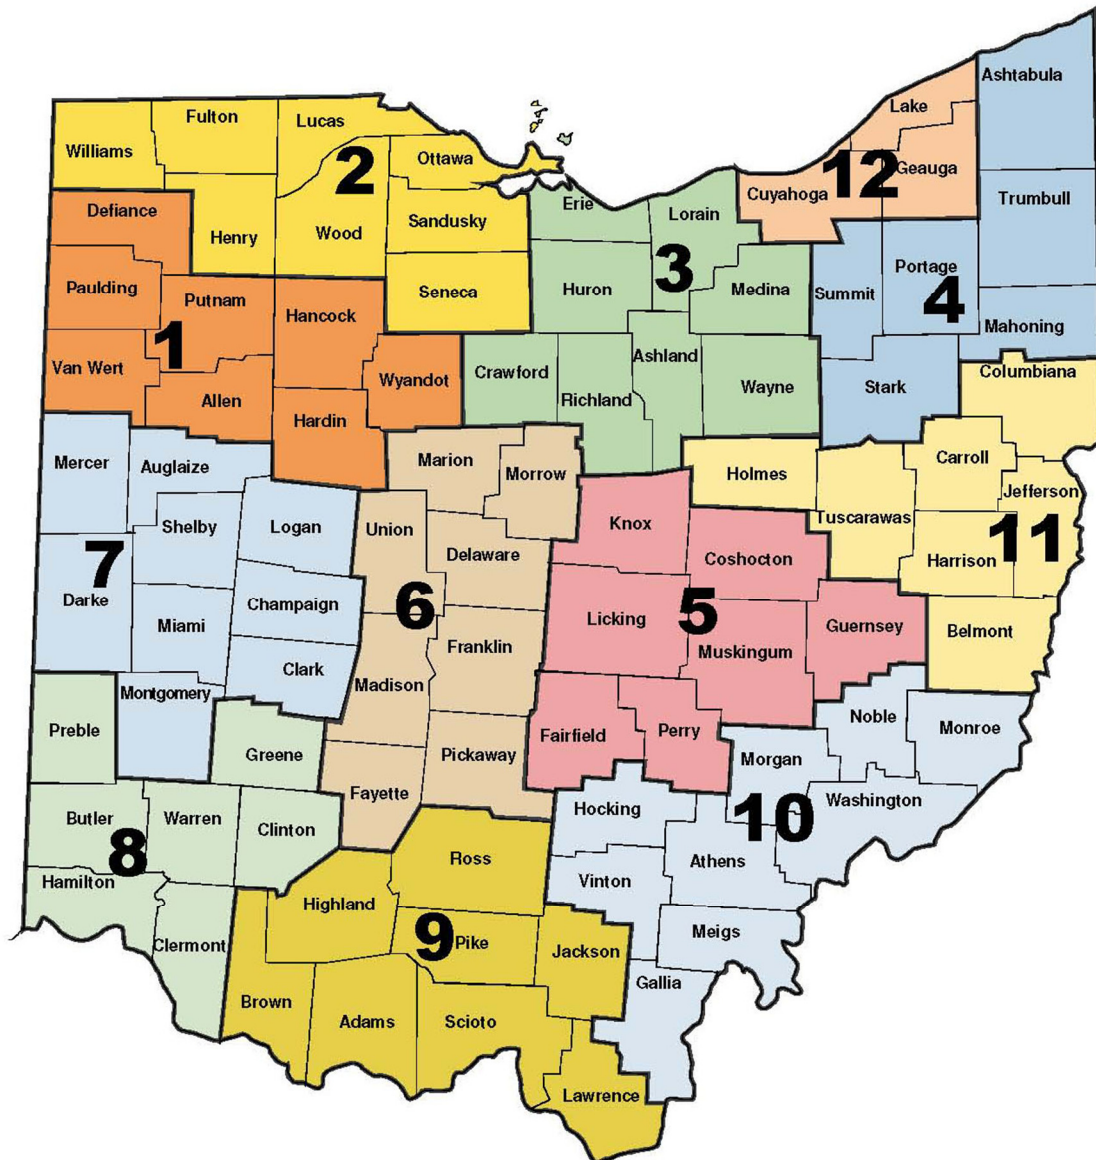 Ashtabula
Lake
Fulton
Lucas
Williams
2
Ottawa
12
Geauga
Cuyahoga
Trumbull
Defiance
Erie
Lorain
Henry
Wood
Sandusky
Paulding
Putnam
Hancock
Seneca
Huron
3
Medina
Summit
Portage
4
Mahoning
1
Van Wert
Allen
Hardin
Wyandot
Crawford
Richland
Ashland
Wayne
Stark
Columbiana
Mercer
Auglaize
Marion
Morrow
Holmes
Carroll
Jefferson
Shelby
Logan
Union
Knox
Tuscarawas
11
7
Delaware
Coshocton
Harrison
Darke
Miami
Champaign
6
Licking
5
Guernsey
Belmont
Clark
Franklin
Muskingum
Madison
Montgomery
Preble
Greene
Pickaway
Fairfield
Perry
Noble
Monroe
Morgan
Fayette
Butler
Warren
Clinton
Hocking
10
Washington
8
Hamilton
Ross
Vinton
Athens
Highland
9
Pike
Jackson
Meigs
Clermont
Gallia
Brown
Adams
Scioto
Lawrence